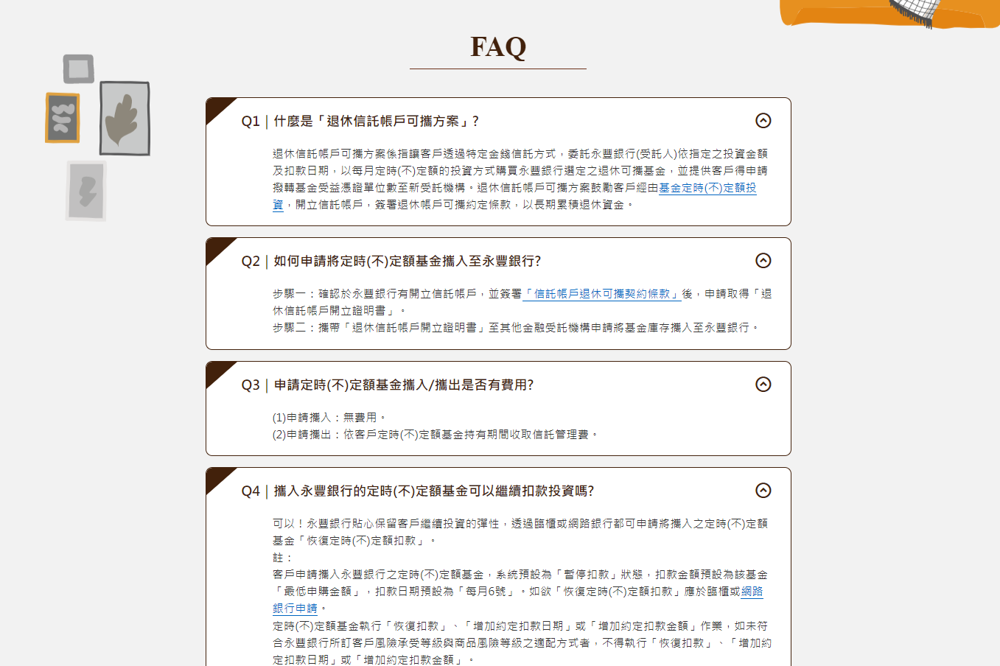 FAQ
Q1｜什麼是「退休信託帳戶可攜方案」?
退休信託帳戶可攜方案係指讓客戶透過特定金錢信託方式，委託永豐銀行(受託人)依指定之投資金額
及扣款日期，以每月定時(不)定額的投資方式購買永豐銀行選定之退休可攜基金，並提供客戶得申請
撥轉基金受益憑證單位數至新受託機構。退休信託帳戶可攜方案鼓勵客戶經由基金定時(不)定額投
資，開立信託帳戶，簽署退休帳戶可攜約定條款，以長期累積退休資金。
Q2｜如何申請將定時(不)定額基金攜入至永豐銀行?
步驟一：確認於永豐銀行有開立信託帳戶，並簽署「信託帳戶退休可攜契約條款」後，申請取得「退
休信託帳戶開立證明書」。
步驟二：攜帶「退休信託帳戶開立證明書」至其他金融受託機構申請將基金庫存攜入至永豐銀行。
Q3｜申請定時(不)定額基金攜入/攜出是否有費用?
(1)申請攜入：無費用。
(2)申請攜出：依客戶定時(不)定額基金持有期間收取信託管理費。
Q4｜攜入永豐銀行的定時(不)定額基金可以繼續扣款投資嗎?
可以！永豐銀行貼心保留客戶繼續投資的彈性，透過臨櫃或網路銀行都可申請將攜入之定時(不)定額
基金「恢復定時(不)定額扣款」。
註：
客戶申請攜入永豐銀行之定時(不)定額基金，系統預設為「暫停扣款」狀態，扣款金額預設為該基金
「最低申購金額」，扣款日期預設為「每月6號」。如欲「恢復定時(不)定額扣款」應於臨櫃或網路
銀行申請。
定時(不)定額基金執行「恢復扣款」、「增加約定扣款日期」或「增加約定扣款金額」作業，如未符
合永豐銀行所訂客戶風險承受等級與商品風險等級之適配方式者，不得執行「恢復扣款」、「增加約
定扣款日期」或「增加約定扣款金額」。